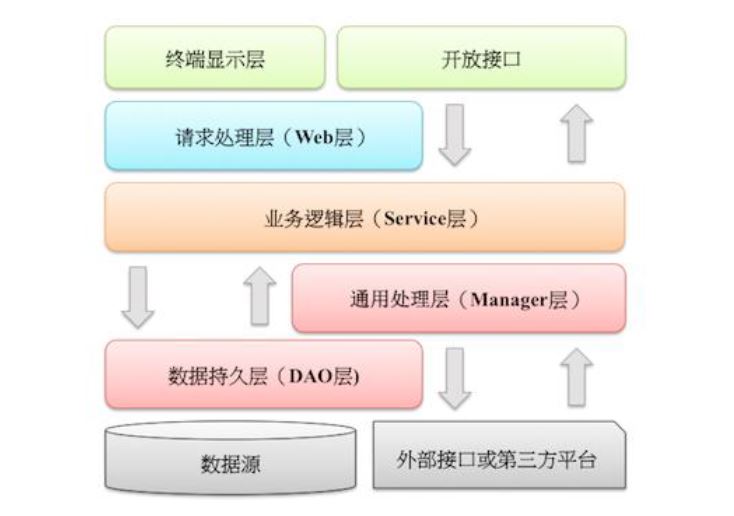 终端显示层
开放接口
请求处理层（Web层）
业务逻辑层（Service层）
通用处理层（Manager层）
数据持久层（DAO层)
数据源
外部接口或第三方平台